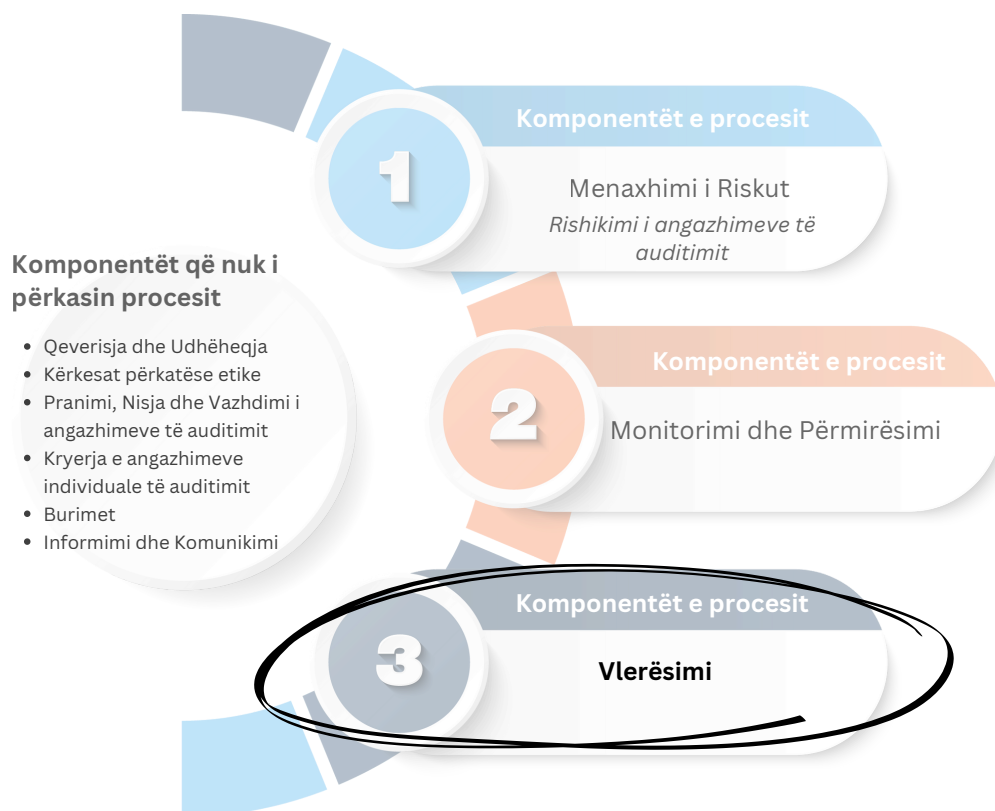 Komponentët që nuk i
përkasin procesit
• Qeverisja dhe Udhëheqja
• Kërkesat përkatëse etike
• Pranimi, Nisja dhe Vazhdimi i
angazhimeve të auditimit
• Kryerja e angazhimeve
individuale të auditimit
• Burimet
• Informimi dhe Komunikimi
1
Komponentët e procesit
Menaxhimi i Riskut
Rishikimi i angazhimeve të
auditimit
2
Komponentët e procesit
Monitorimi dhe Përmirësimi
3
Komponentët e procesit
Vlerësimi